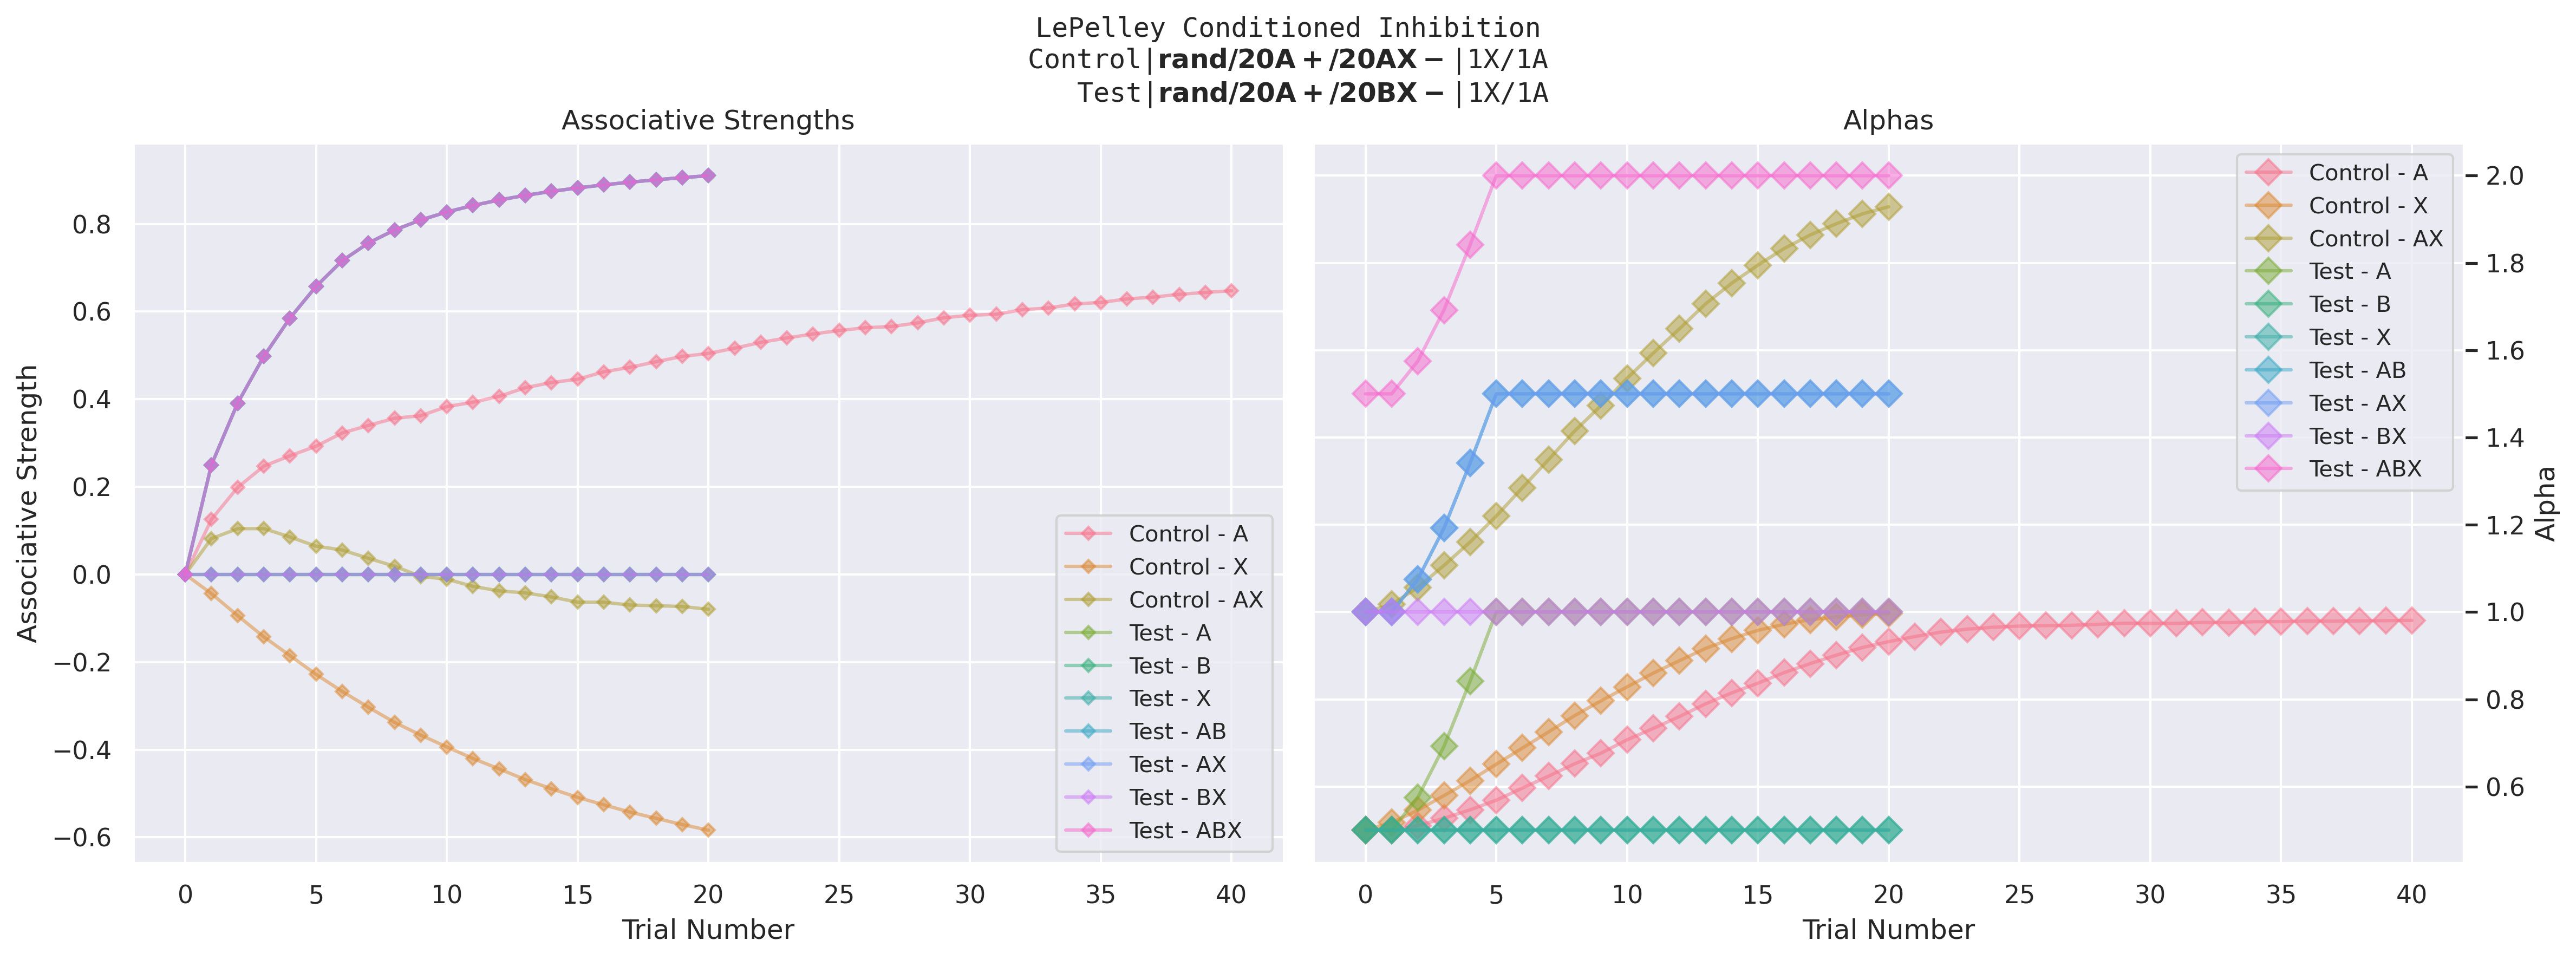 LePelley Conditioned Inhibition
Control|rand/20A + /20AX − |1X/1A
Test|rand/20A + /20BX − |1X/1A
Associative Strengths
Associative Strength
0.8
0.6
0.4
0.2
0.0
−0.2
−0.4
−0.6
0
5
10
15
20
25
30
35
40
Trial Number
Control - A
Control - X
Control - AX
Test - A
Test - B
Test - X
Test - AB
Test - AX
Test - BX
Test - ABX
Alphas
Control - A
Control - X
Control - AX
Test - A
Test - B
Test - X
Test - AB
Test - AX
Test - BX
Test - ABX
2.0
1.8
1.6
1.4
1.2
1.0
0.8
0.6
Alpha
0
5
10
15
20
25
30
35
40
Trial Number